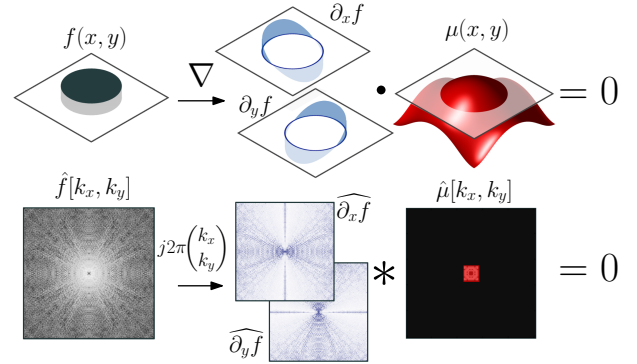 f(x, y)
∇
∂ₓf
∂ᵧf
·
μ(x, y)
= 0
f̂[kₓ, kᵧ]
j2π(kₓ kᵧ)
∂ₓf̂
∂ᵧf̂
*
μ̂[kₓ, kᵧ]
= 0